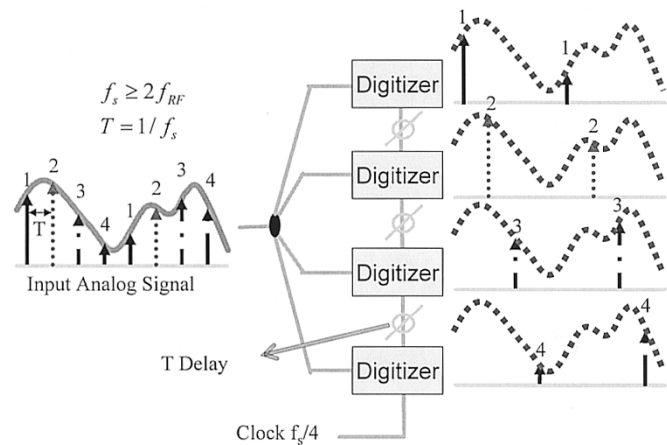 f_s ≥ 2f_RF
T = 1/f_s
1 2 3 4 1 2 3 4
T
Input Analog Signal
Digitizer
Digitizer
Digitizer
Digitizer
T Delay
Clock f_s/4
1 1
2 2
3 3
4 4